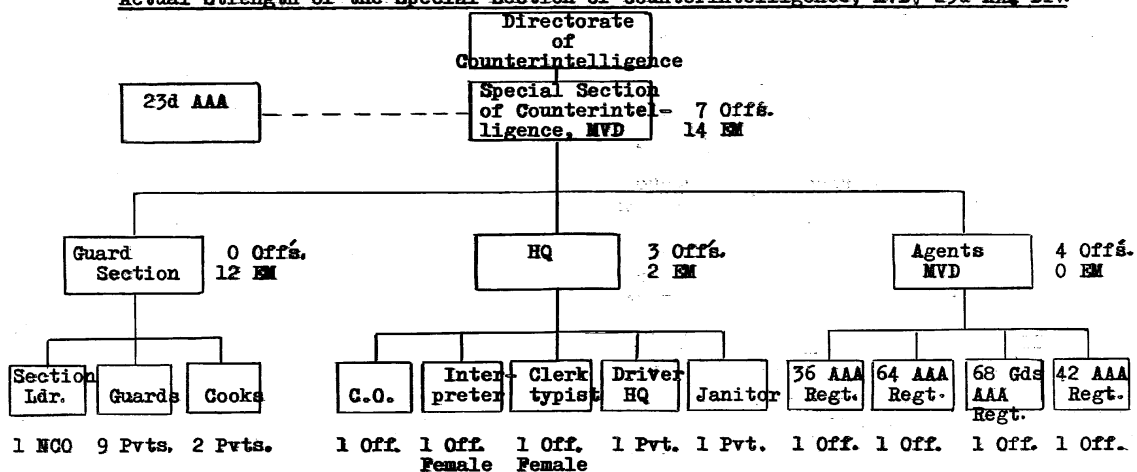 Actual Strength of the Special Section of Counterintelligence, MVD, 23d AAA Div.
Directorate
of
Counterintelligence
23d AAA
Special Section
of Counterintel-
ligence, MVD
7 Offs.
14 EM
Guard
Section
0 Offs.
12 EM
HQ
3 Offs.
2 EM
Agents
MVD
4 Offs.
0 EM
Section
Ldr.
1 NCO
Guards
9 Pvts.
Cooks
2 Pvts.
C.O.
1 Off.
Inter-
preter
1 Off.
Female
Clerk
typist
1 Off.
Female
Driver
HQ
1 Pvt.
Janitor
1 Pvt.
36 AAA
Regt.
1 Off.
64 AAA
Regt.
1 Off.
68 Gds
AAA
Regt.
1 Off.
42 AAA
Regt.
1 Off.